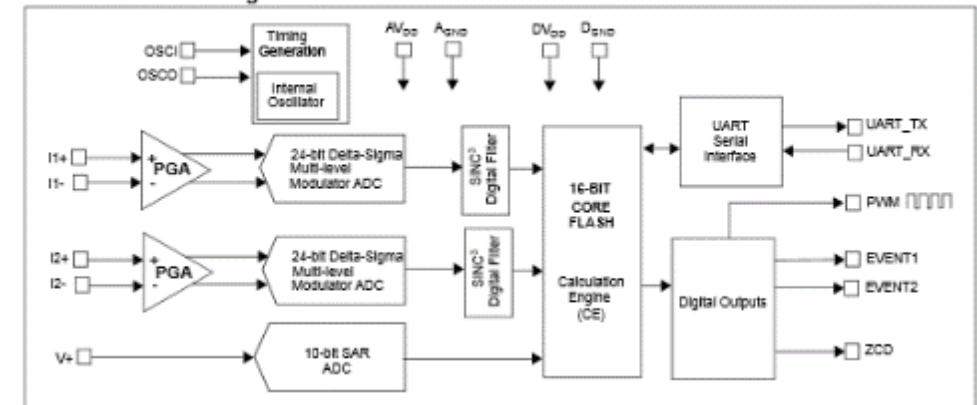 OSCI
OSCO
Timing
Generation
Internal
Oscillator
AVDD
AGND
DVDD
DGND
I1+
I1-
+
-
PGA
24-bit Delta-Sigma
Multi-level
Modulator ADC
SINC3
Digital Filter
I2+
I2-
+
-
PGA
24-bit Delta-Sigma
Multi-level
Modulator ADC
SINC3
Digital Filter
V+
10-bit SAR
ADC
16-BIT
CORE
FLASH
Calculation
Engine
(CE)
UART
Serial
Interface
UART_TX
UART_RX
Digital Outputs
PWM
EVENT1
EVENT2
ZCD